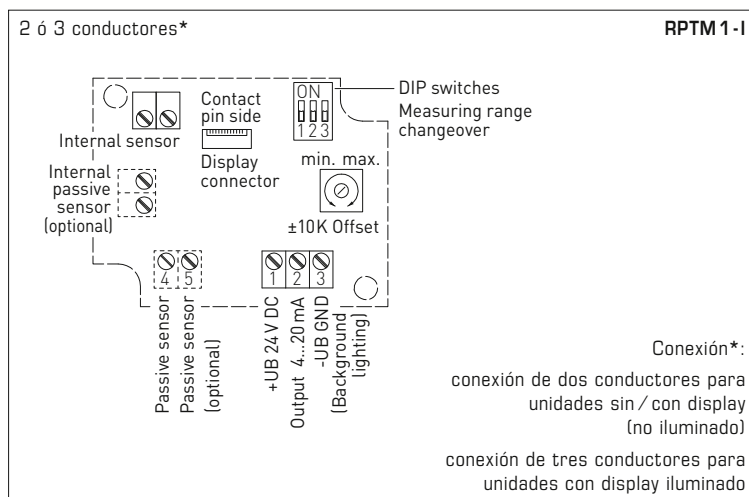 2 ó 3 conductores*
RPTM 1 - I
ON
1 2 3
DIP switches
Measuring range
changeover
Contact
pin side
Internal sensor
Display
connector
Internal
passive
sensor
(optional)
min. max.
±10K Offset
4 5
1 2 3
Passive sensor
Passive sensor
(optional)
+UB 24 V DC
Output 4...20 mA
-UB GND
(Background
lighting)
Conexión*:
conexión de dos conductores para
unidades sin / con display
(no iluminado)
conexión de tres conductores para
unidades con display iluminado